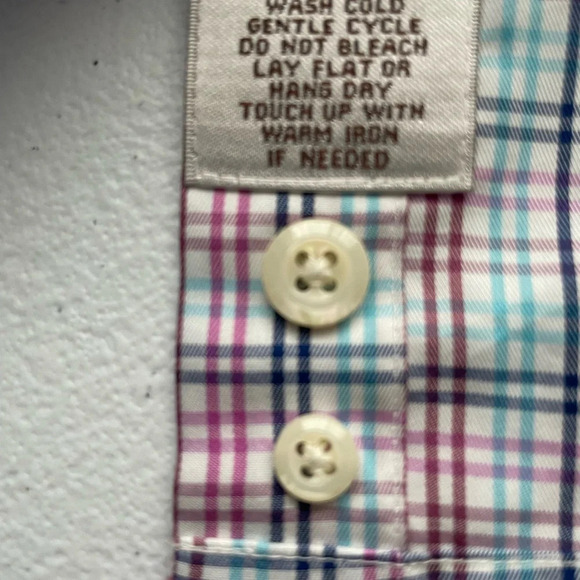 WASH COLD
GENTLE CYCLE
DO NOT BLEACH
LAY FLAT OR
HANG DRY
TOUCH UP WITH
WARM IRON
IF NEEDED